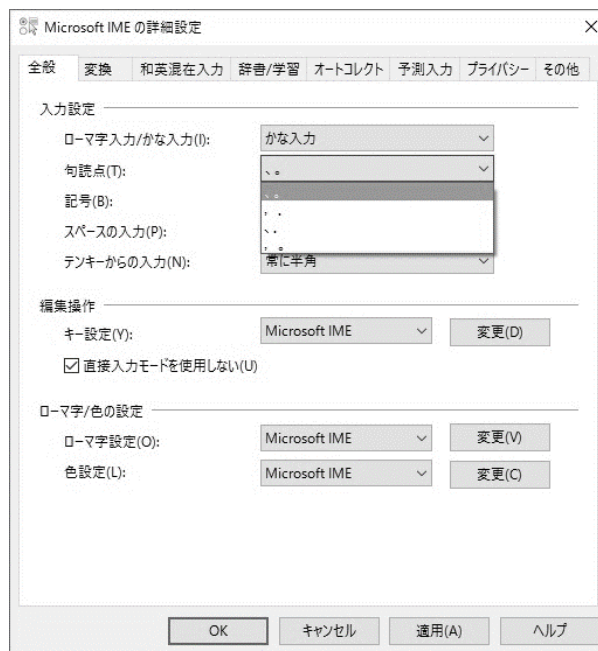 Microsoft IME の詳細設定
全般 変換 和英混在入力 辞書/学習 オートコレクト 予測入力 プライバシー その他
入力設定
ローマ字入力/かな入力(I): かな入力
句読点(T): 、。
、。
記号(B):
，．
スペースの入力(P): 、．
，。
テンキーからの入力(N): 常に半角
編集操作
キー設定(Y): Microsoft IME 変更(D)
直接入力モードを使用しない(U)
ローマ字/色の設定
ローマ字設定(O): Microsoft IME 変更(V)
色設定(L): Microsoft IME 変更(C)
OK キャンセル 適用(A) ヘルプ